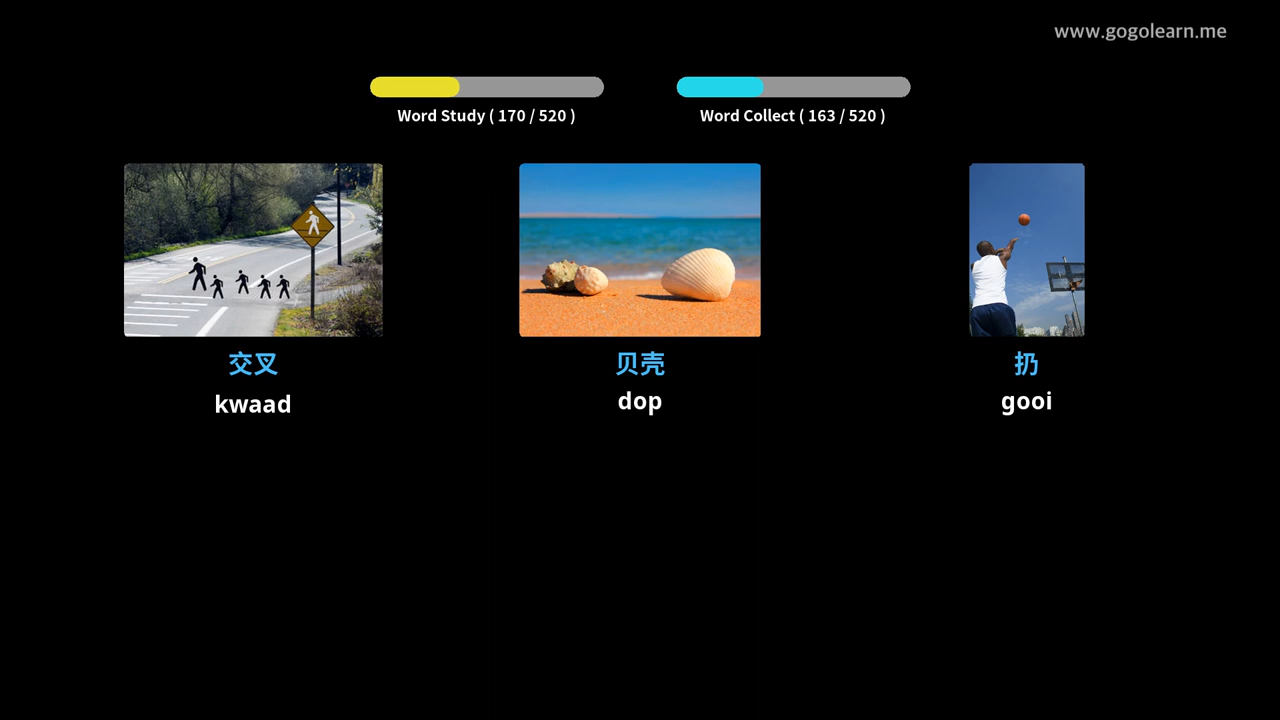 www.gogolearn.me
Word Study ( 170 / 520 )
Word Collect ( 163 / 520 )
交叉
kwaad
贝壳
dop
扔
gooi